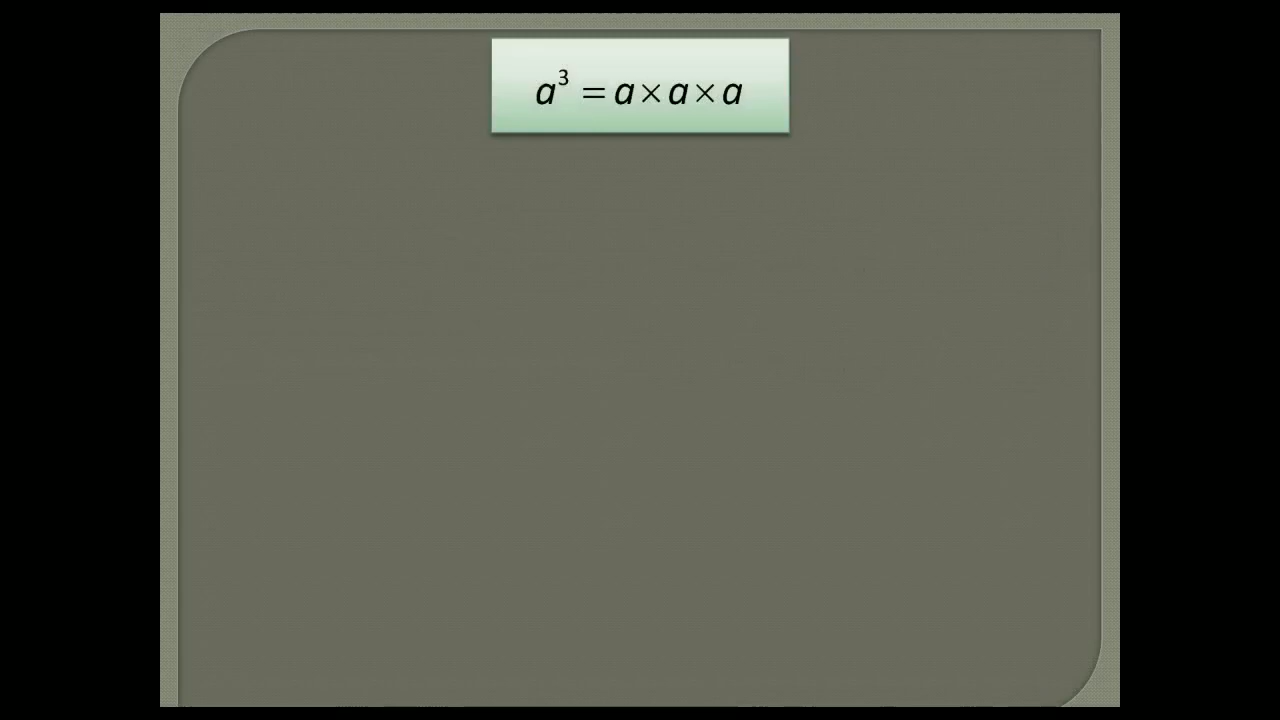 a³ = a × a × a